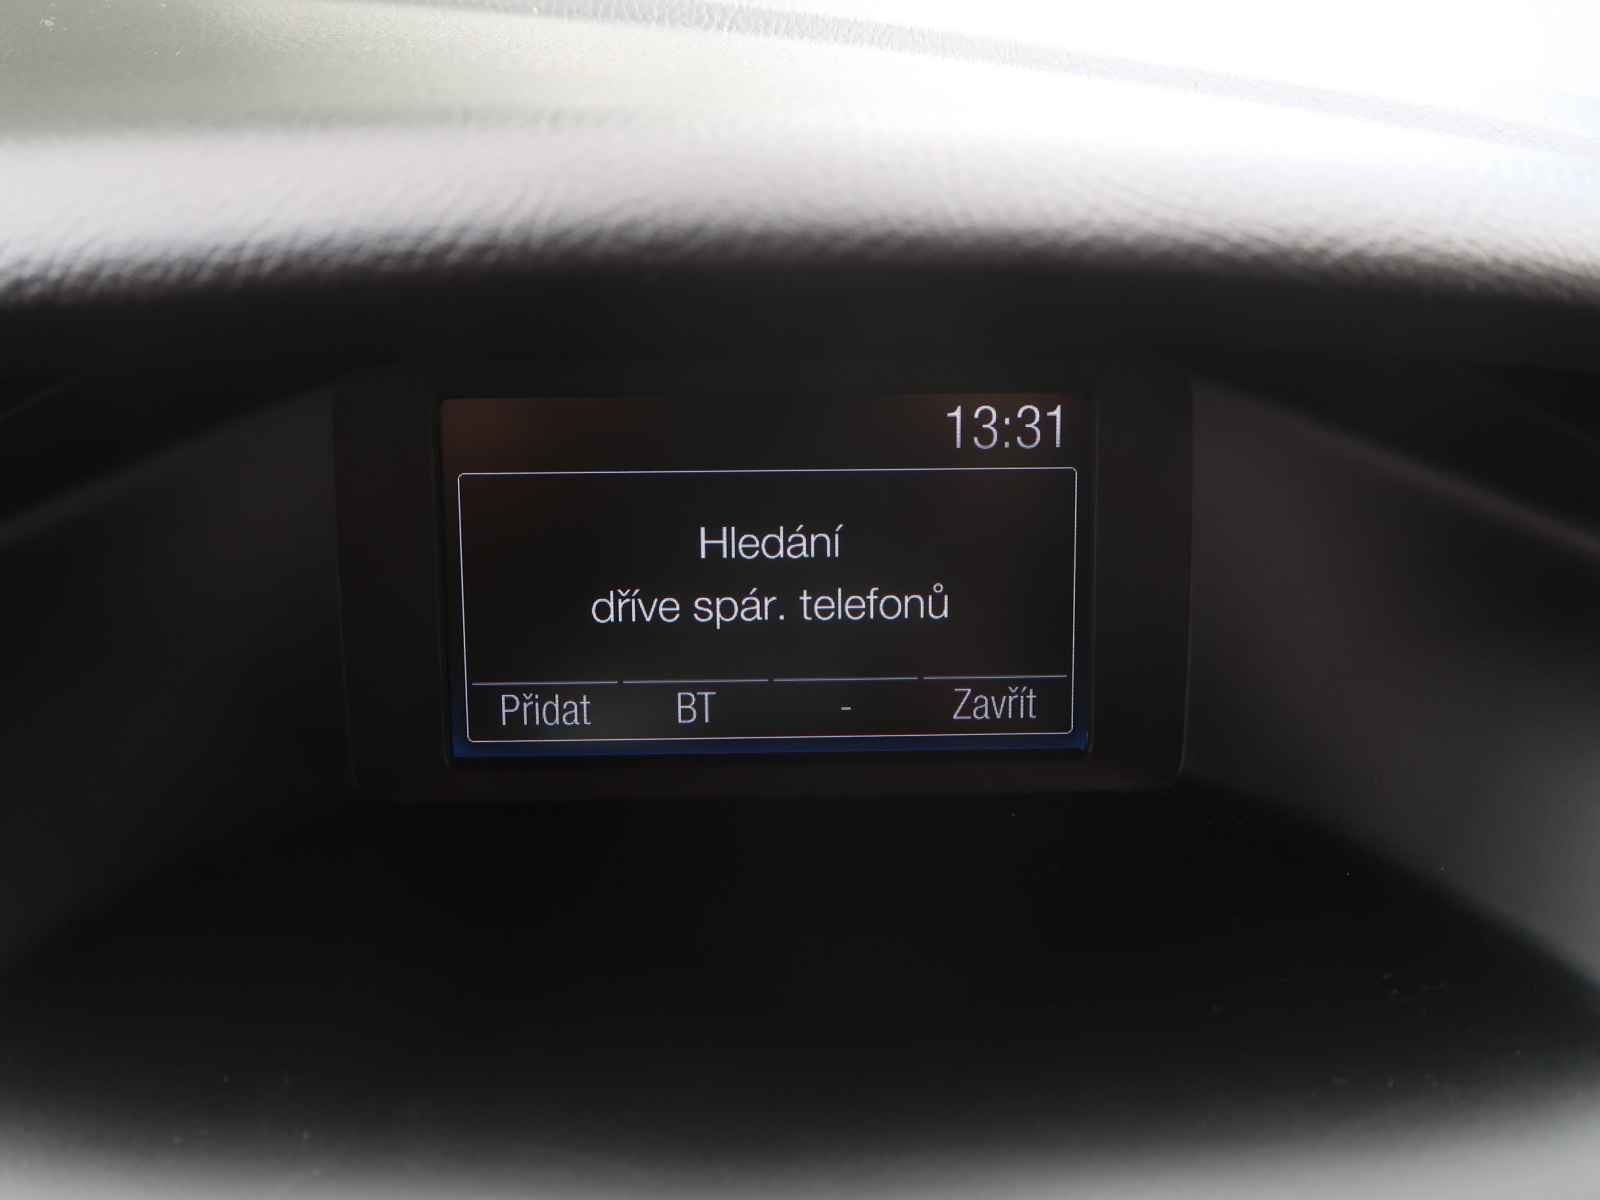 13:31
Hledání
dříve spár. telefonů
Přidat BT - Zavřít